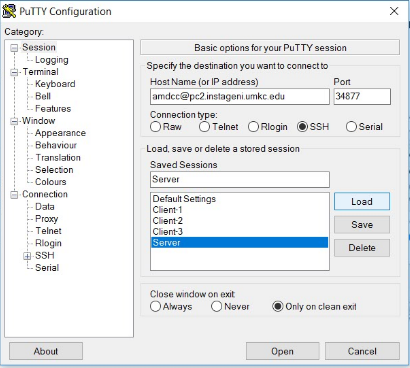 PuTTY Configuration
Category:
Session
Logging
Terminal
Keyboard
Bell
Features
Window
Appearance
Behaviour
Translation
Selection
Colours
Connection
Data
Proxy
Telnet
Rlogin
SSH
Serial
Basic options for your PuTTY session
Specify the destination you want to connect to
Host Name (or IP address) Port
amdcc@pc2.instageni.umkc.edu 34877
Connection type:
Raw Telnet Rlogin SSH Serial
Load, save or delete a stored session
Saved Sessions
Server
Default Settings
Client-1
Client-2
Client-3
Server
Load
Save
Delete
Close window on exit:
Always Never Only on clean exit
About Open Cancel